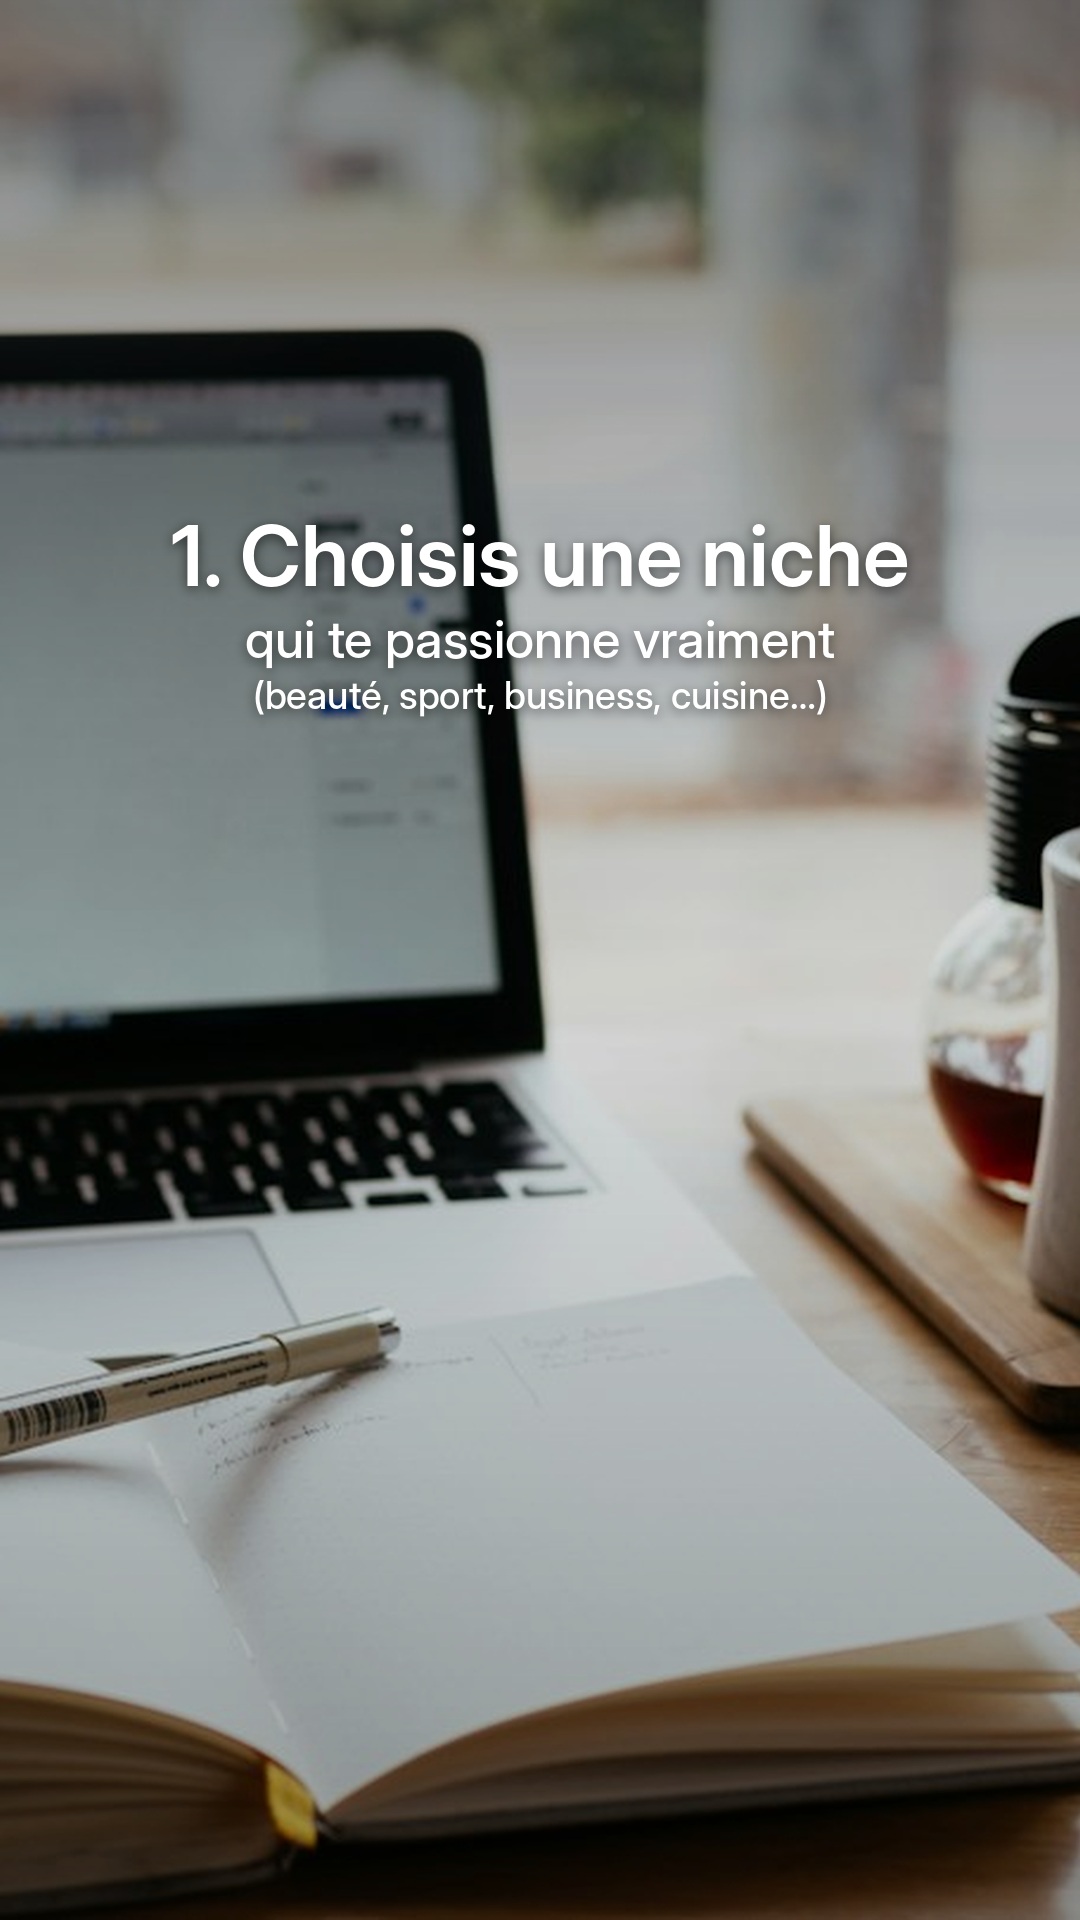 1. Choisis une niche
qui te passionne vraiment
(beauté, sport, business, cuisine...)